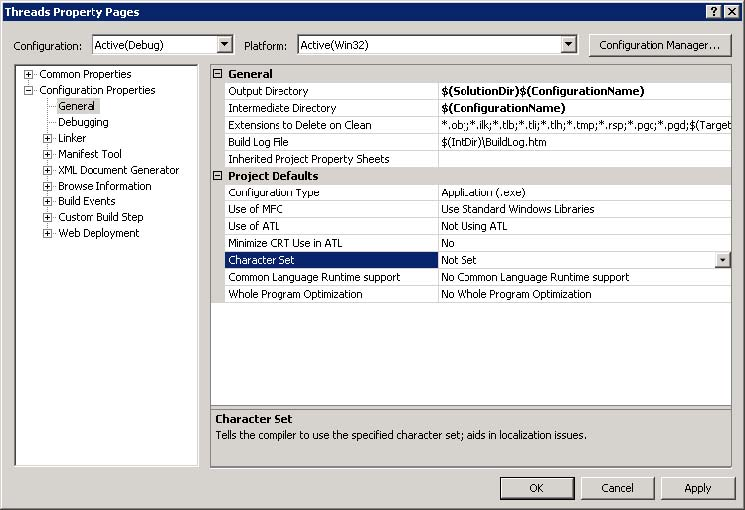 Threads Property Pages
Configuration: Active(Debug) Platform: Active(Win32) Configuration Manager...
Common Properties
Configuration Properties
General
Debugging
Linker
Manifest Tool
XML Document Generator
Browse Information
Build Events
Custom Build Step
Web Deployment
General
Output Directory $(SolutionDir)$(ConfigurationName)
Intermediate Directory $(ConfigurationName)
Extensions to Delete on Clean *.obj;*.ilk;*.tlb;*.tli;*.tlh;*.tmp;*.rsp;*.pgc;*.pgd;$(Target
Build Log File $(IntDir)\BuildLog.htm
Inherited Project Property Sheets
Project Defaults
Configuration Type Application (.exe)
Use of MFC Use Standard Windows Libraries
Use of ATL Not Using ATL
Minimize CRT Use in ATL No
Character Set Not Set
Common Language Runtime support No Common Language Runtime support
Whole Program Optimization No Whole Program Optimization
Character Set
Tells the compiler to use the specified character set; aids in localization issues.
OK Cancel Apply